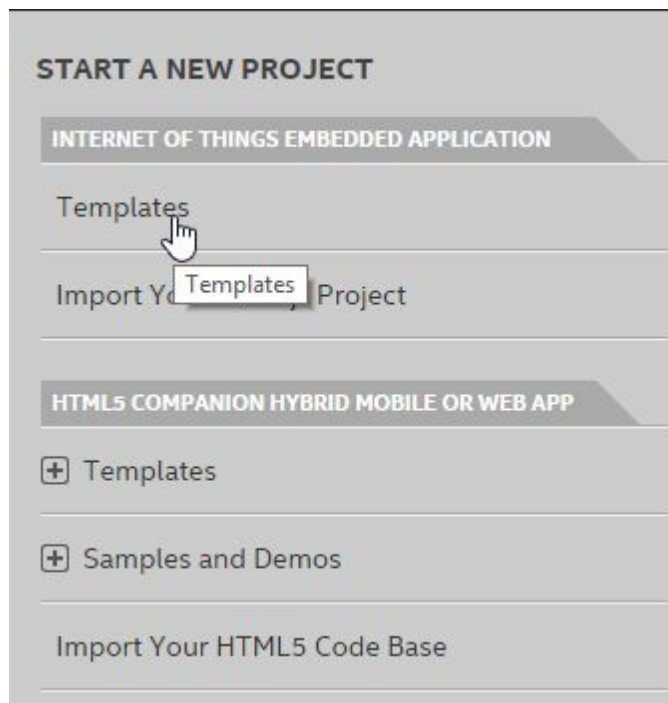 START A NEW PROJECT
INTERNET OF THINGS EMBEDDED APPLICATION
Templates
Templates
Import Project
HTML5 COMPANION HYBRID MOBILE OR WEB APP
Templates
Samples and Demos
Import Your HTML5 Code Base